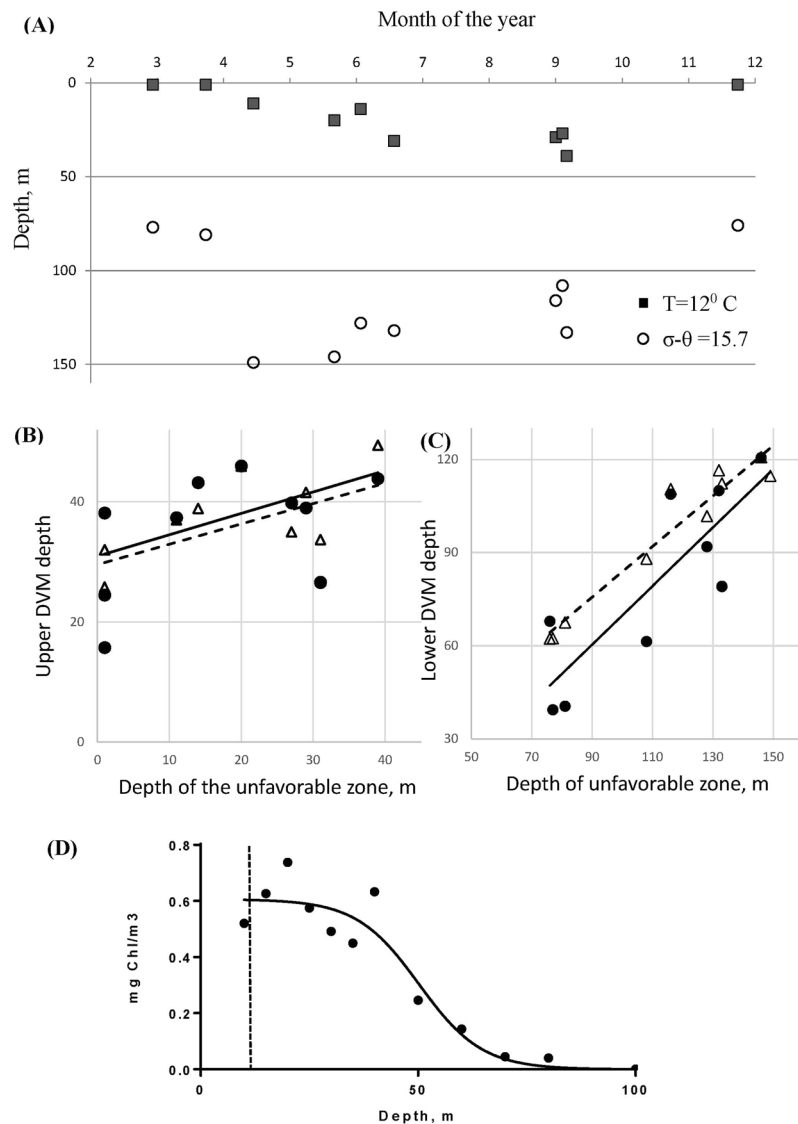 (A)
Month of the year
2 3 4 5 6 7 8 9 10 11 12
0
50
100
150
Depth, m
T=12⁰ C
σ-θ =15.7
(B)
40
20
0
Upper DVM depth
0 10 20 30 40
Depth of the unfavorable zone, m
(C)
120
90
60
30
Lower DVM depth
50 70 90 110 130 150
Depth of unfavorable zone, m
(D)
0.8
0.6
0.4
0.2
0.0
mg Chl/m3
0 50 100
Depth, m